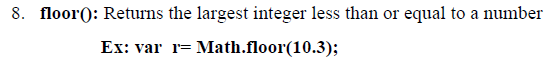 8. floor(): Returns the largest integer less than or equal to a number
Ex: var r= Math.floor(10.3);